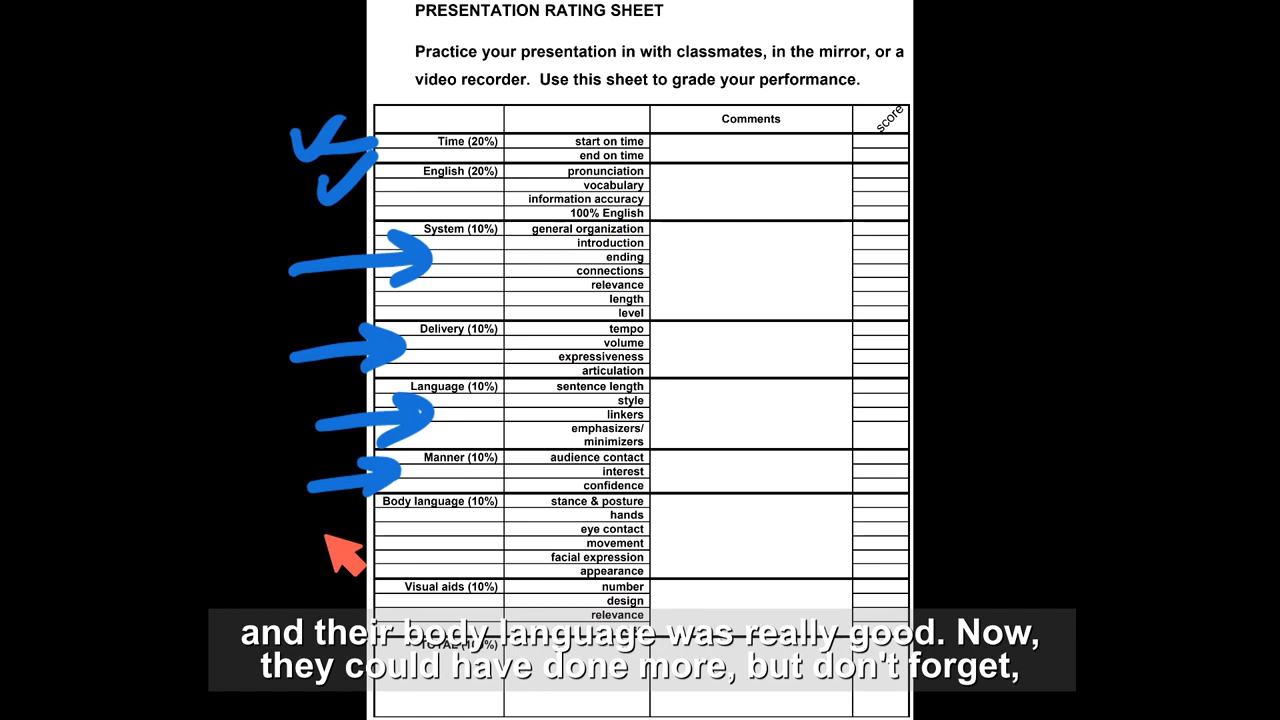 PRESENTATION RATING SHEET
Practice your presentation in with classmates, in the mirror, or a
video recorder. Use this sheet to grade your performance.
Comments score
Time (20%) start on time
end on time
English (20%) pronunciation
vocabulary
information accuracy
100% English
System (10%) general organization
introduction
ending
connections
relevance
length
level
Delivery (10%) tempo
volume
expressiveness
articulation
Language (10%) sentence length
style
linkers
emphasizers/
minimizers
Manner (10%) audience contact
interest
confidence
Body language (10%) stance & posture
hands
eye contact
movement
facial expression
appearance
Visual aids (10%) number
design
relevance
and their body language was really good. Now,
they could have done more, but don't forget,